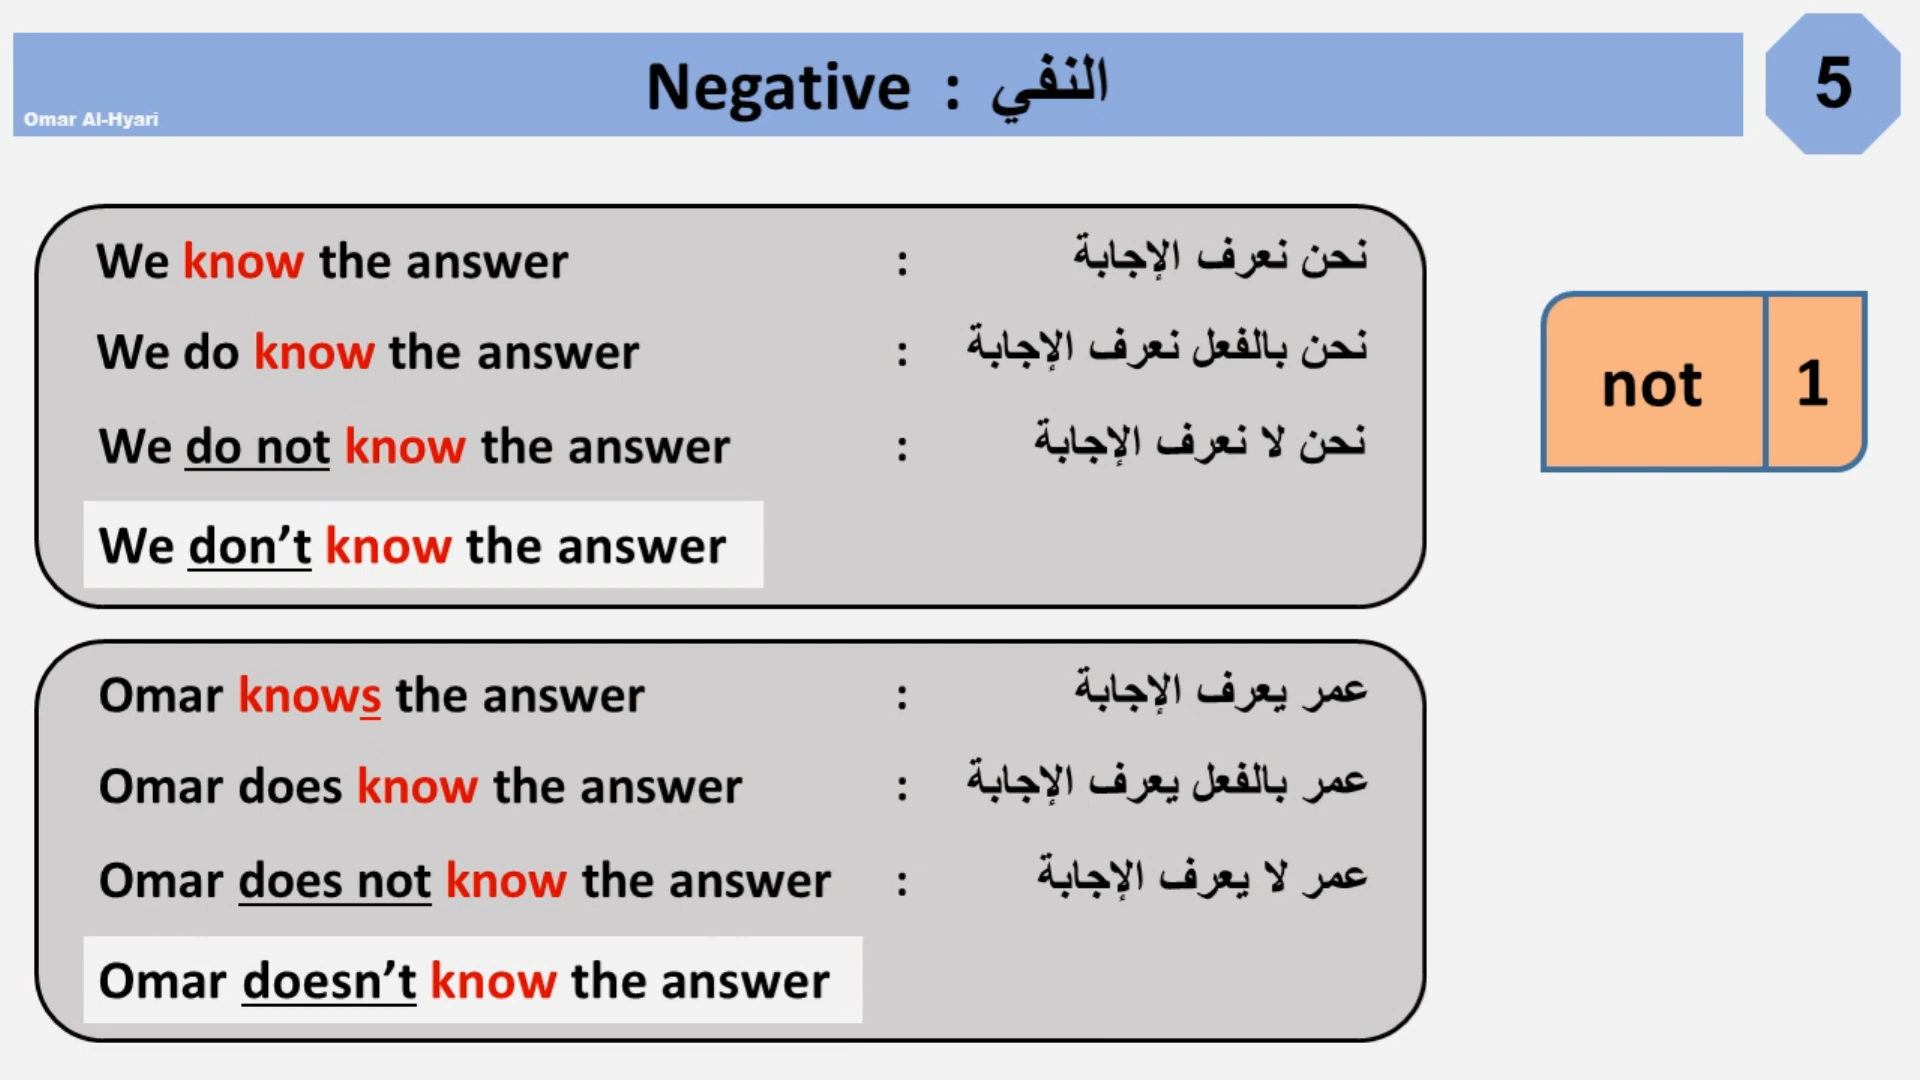 Negative : النفي
5
Omar Al-Hyari
We know the answer : نحن نعرف الإجابة
We do know the answer : نحن بالفعل نعرف الإجابة
We do not know the answer : نحن لا نعرف الإجابة
We don’t know the answer
not 1
Omar knows the answer : عمر يعرف الإجابة
Omar does know the answer : عمر بالفعل يعرف الإجابة
Omar does not know the answer : عمر لا يعرف الإجابة
Omar doesn’t know the answer